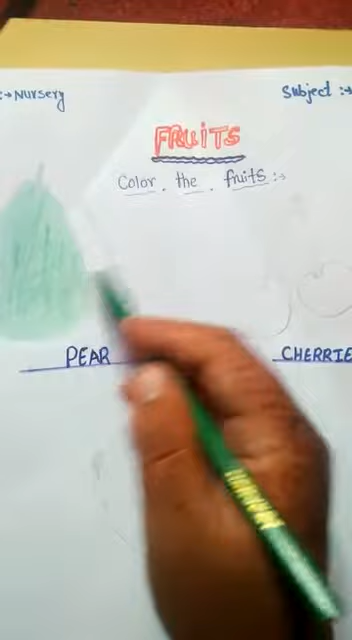 :→ Nursery
Subject :→
FRUiTS
Color the fruits :→
PEAR
CHERRIE